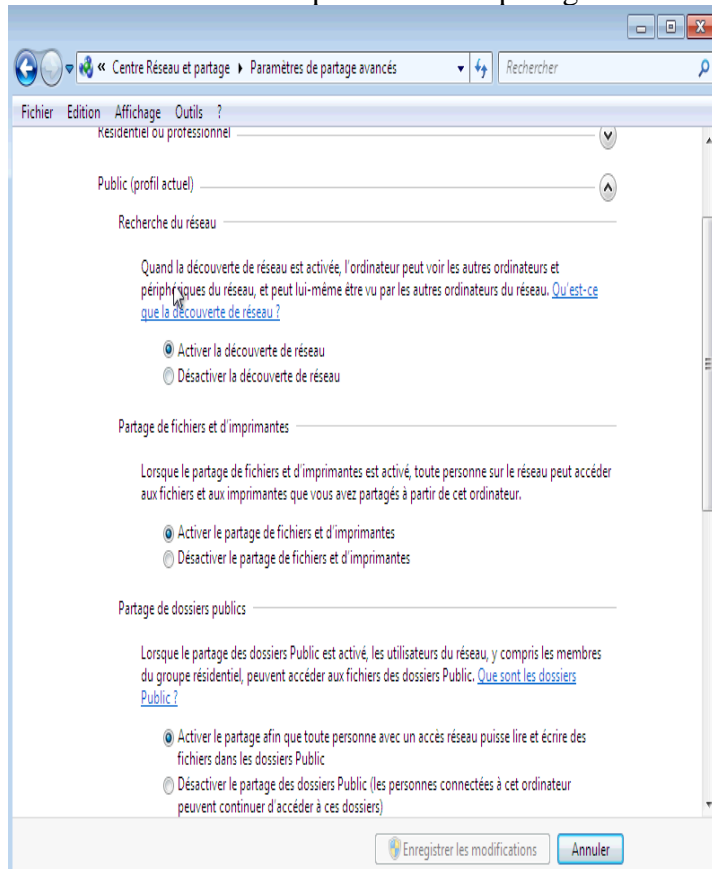 Centre Réseau et partage Paramètres de partage avancés Rechercher
Fichier Edition Affichage Outils ?
Résidentiel ou professionnel
Public (profil actuel)
Recherche du réseau
Quand la découverte de réseau est activée, l'ordinateur peut voir les autres ordinateurs et
périphériques du réseau, et peut lui-même être vu par les autres ordinateurs du réseau. Qu'est-ce
que la découverte de réseau ?
Activer la découverte de réseau
Désactiver la découverte de réseau
Partage de fichiers et d'imprimantes
Lorsque le partage de fichiers et d'imprimantes est activé, toute personne sur le réseau peut accéder
aux fichiers et aux imprimantes que vous avez partagés à partir de cet ordinateur.
Activer le partage de fichiers et d'imprimantes
Désactiver le partage de fichiers et d'imprimantes
Partage de dossiers publics
Lorsque le partage des dossiers Public est activé, les utilisateurs du réseau, y compris les membres
du groupe résidentiel, peuvent accéder aux fichiers des dossiers Public. Que sont les dossiers
Public ?
Activer le partage afin que toute personne avec un accès réseau puisse lire et écrire des
fichiers dans les dossiers Public
Désactiver le partage des dossiers Public (les personnes connectées à cet ordinateur
peuvent continuer d'accéder à ces dossiers)
Enregistrer les modifications Annuler